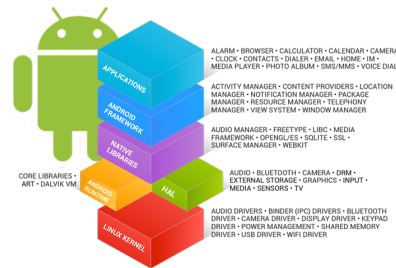 ALARM • BROWSER • CALCULATOR • CALENDAR • CAMERA
• CLOCK • CONTACTS • DIALER • EMAIL • HOME • IM •
MEDIA PLAYER • PHOTO ALBUM • SMS/MMS • VOICE DIAL
APPLICATIONS
ACTIVITY MANAGER • CONTENT PROVIDERS • LOCATION
MANAGER • NOTIFICATION MANAGER • PACKAGE
MANAGER • RESOURCE MANAGER • TELEPHONY
MANAGER • VIEW SYSTEM • WINDOW MANAGER
ANDROID
FRAMEWORK
AUDIO MANAGER • FREETYPE • LIBC • MEDIA
FRAMEWORK • OPENGL/ES • SQLITE • SSL •
SURFACE MANAGER • WEBKIT
NATIVE
LIBRARIES
CORE LIBRARIES •
ART • DALVIK VM
ANDROID
RUNTIME
HAL
AUDIO • BLUETOOTH • CAMERA • DRM •
EXTERNAL STORAGE • GRAPHICS • INPUT •
MEDIA • SENSORS • TV
LINUX KERNEL
AUDIO DRIVERS • BINDER (IPC) DRIVERS • BLUETOOTH
DRIVER • CAMERA DRIVER • DISPLAY DRIVER • KEYPAD
DRIVER • POWER MANAGEMENT • SHARED MEMORY
DRIVER • USB DRIVER • WIFI DRIVER